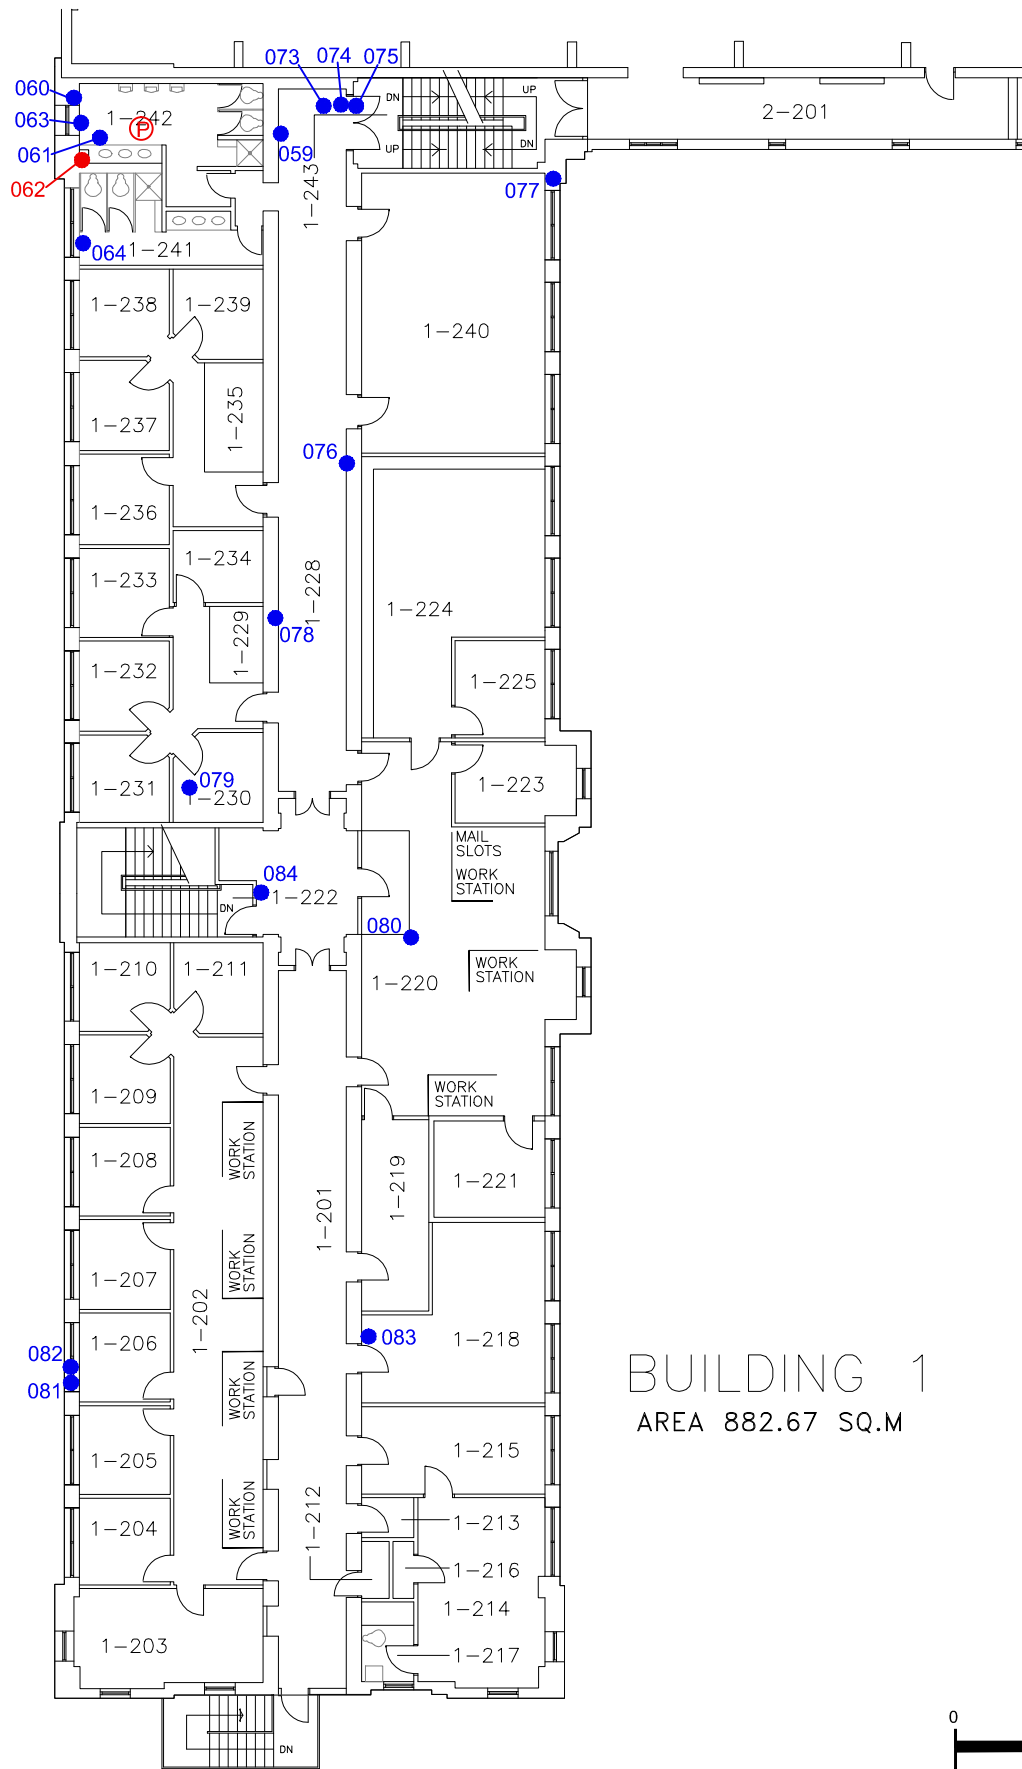 073
074
075
060
DN
UP
063
1-242
P
2-201
061
059
UP
DN
062
1-243
077
064
1-241
1-238
1-239
1-240
1-235
1-237
076
1-236
1-234
1-233
1-228
1-224
1-229
078
1-232
1-225
079
1-231
1-230
1-223
MAIL
SLOTS
WORK
STATION
084
DN
1-222
080
1-210
1-211
WORK
STATION
1-220
1-209
WORK
STATION
WORK
STATION
1-208
1-219
1-221
1-201
WORK
STATION
1-207
1-202
083
1-206
1-218
082
BUILDING 1
081
WORK
STATION
AREA 882.67 SQ.M
1-205
1-215
WORK
STATION
1-212
1-204
1-213
1-216
1-214
1-203
1-217
0
DN